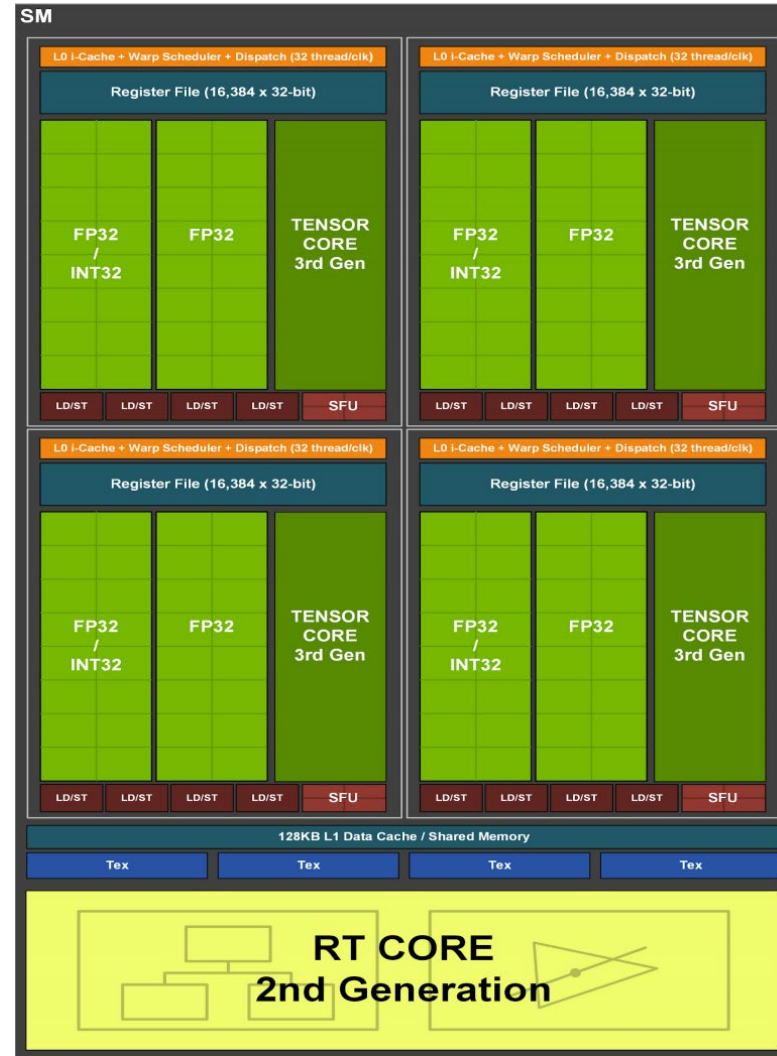 SM
L0 i-Cache + Warp Scheduler + Dispatch (32 thread/clk)
Register File (16,384 x 32-bit)
FP32
/
INT32
FP32
TENSOR
CORE
3rd Gen
LD/ST LD/ST LD/ST LD/ST SFU
L0 i-Cache + Warp Scheduler + Dispatch (32 thread/clk)
Register File (16,384 x 32-bit)
FP32
/
INT32
FP32
TENSOR
CORE
3rd Gen
LD/ST LD/ST LD/ST LD/ST SFU
L0 i-Cache + Warp Scheduler + Dispatch (32 thread/clk)
Register File (16,384 x 32-bit)
FP32
/
INT32
FP32
TENSOR
CORE
3rd Gen
LD/ST LD/ST LD/ST LD/ST SFU
L0 i-Cache + Warp Scheduler + Dispatch (32 thread/clk)
Register File (16,384 x 32-bit)
FP32
/
INT32
FP32
TENSOR
CORE
3rd Gen
LD/ST LD/ST LD/ST LD/ST SFU
128KB L1 Data Cache / Shared Memory
Tex Tex Tex Tex
RT CORE
2nd Generation